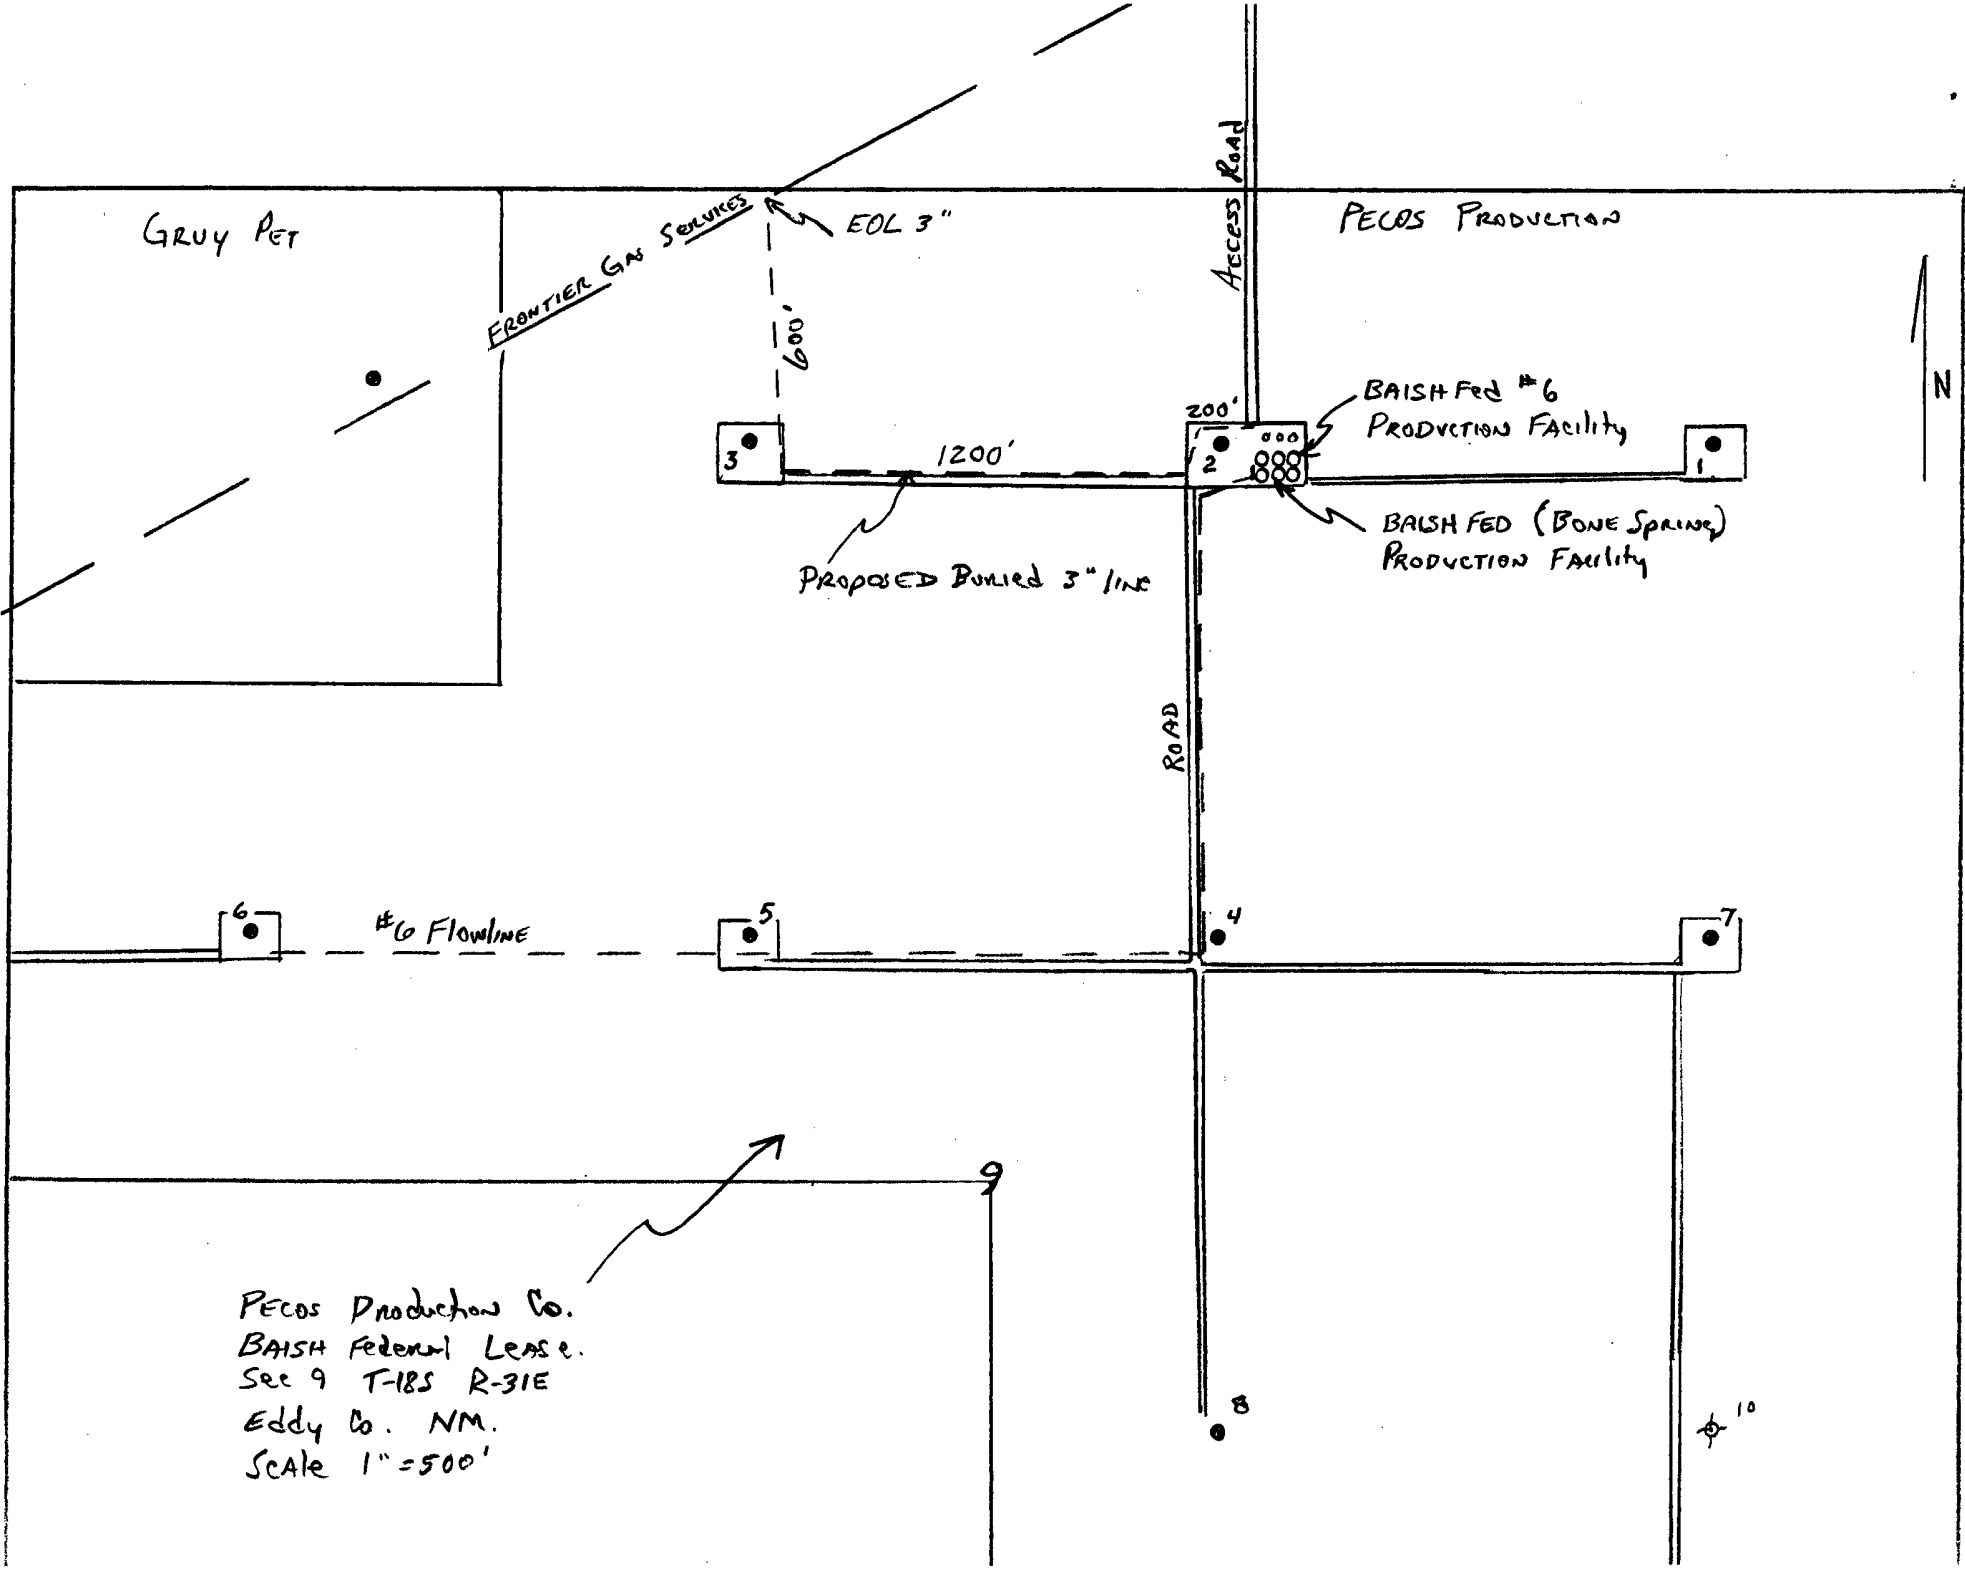 Access Road
GRUY PET
FRONTIER GAS SERVICES
EOL 3"
PECOS PRODUCTION
600'
N
200'
BAISH Fed #6
PRODUCTION FAcility
3
1200'
2
1
BAISH FED (BONE Spring)
PRODUCTION FAcility
PROPOSED Buried 3" line
ROAD
6
#6 Flowline
5
4
7
9
PECOS Production Co.
BAISH Federal Lease.
Sec 9 T-18S R-31E
Eddy Co. NM.
ScAle 1"=500'
8
10